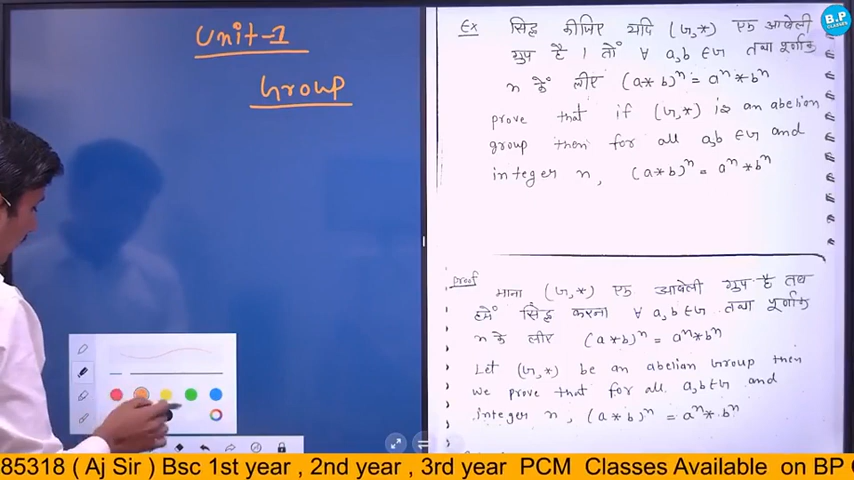 Unit-1
Group
Ex सिद्ध कीजिए यदि (G,*) एक आबेली
ग्रुप है । तो ∀ a,b ∈ G तथा पूर्णांक
n के लीए (a*b)ⁿ = aⁿ*bⁿ
prove that if (G,*) is an abelian
group then for all a,b ∈ G and
integer n, (a*b)ⁿ = aⁿ*bⁿ
Proof माना (G,*) एक आबेली ग्रुप है तब
हमें सिद्ध करना ∀ a,b ∈ G तथा पूर्णांक
n के लीए (a*b)ⁿ = aⁿ*bⁿ
Let (G,*) be an abelian Group then
we prove that for all a,b ∈ G and
integer n, (a*b)ⁿ = aⁿ*bⁿ
B.P
CLASSES
85318 ( Aj Sir ) Bsc 1st year , 2nd year , 3rd year PCM Classes Available on BP